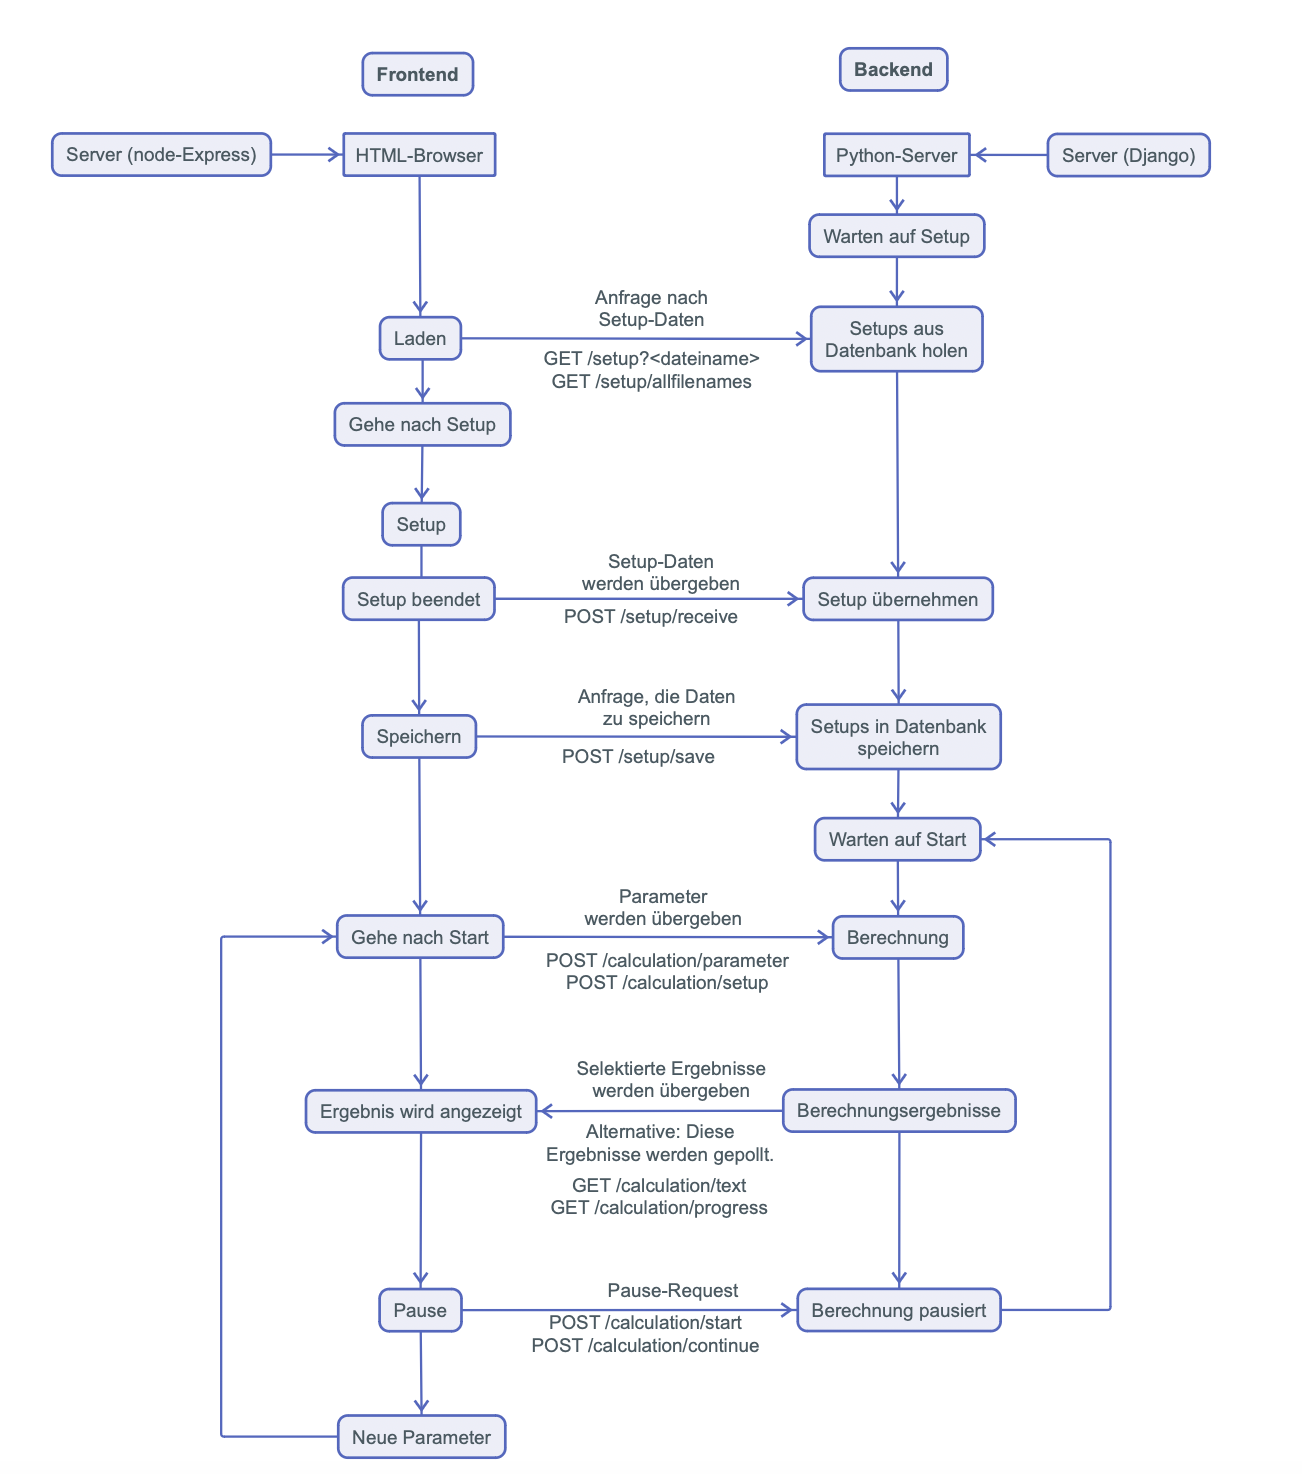 Frontend
Backend
Server (node-Express)
HTML-Browser
Python-Server
Server (Django)
Warten auf Setup
Anfrage nach
Setup-Daten
Laden
Setups aus
Datenbank holen
GET /setup?<dateiname>
GET /setup/allfilenames
Gehe nach Setup
Setup
Setup-Daten
werden übergeben
Setup beendet
Setup übernehmen
POST /setup/receive
Anfrage, die Daten
zu speichern
Speichern
Setups in Datenbank
speichern
POST /setup/save
Warten auf Start
Parameter
werden übergeben
Gehe nach Start
Berechnung
POST /calculation/parameter
POST /calculation/setup
Selektierte Ergebnisse
werden übergeben
Ergebnis wird angezeigt
Berechnungsergebnisse
Alternative: Diese
Ergebnisse werden gepollt.
GET /calculation/text
GET /calculation/progress
Pause-Request
Pause
Berechnung pausiert
POST /calculation/start
POST /calculation/continue
Neue Parameter